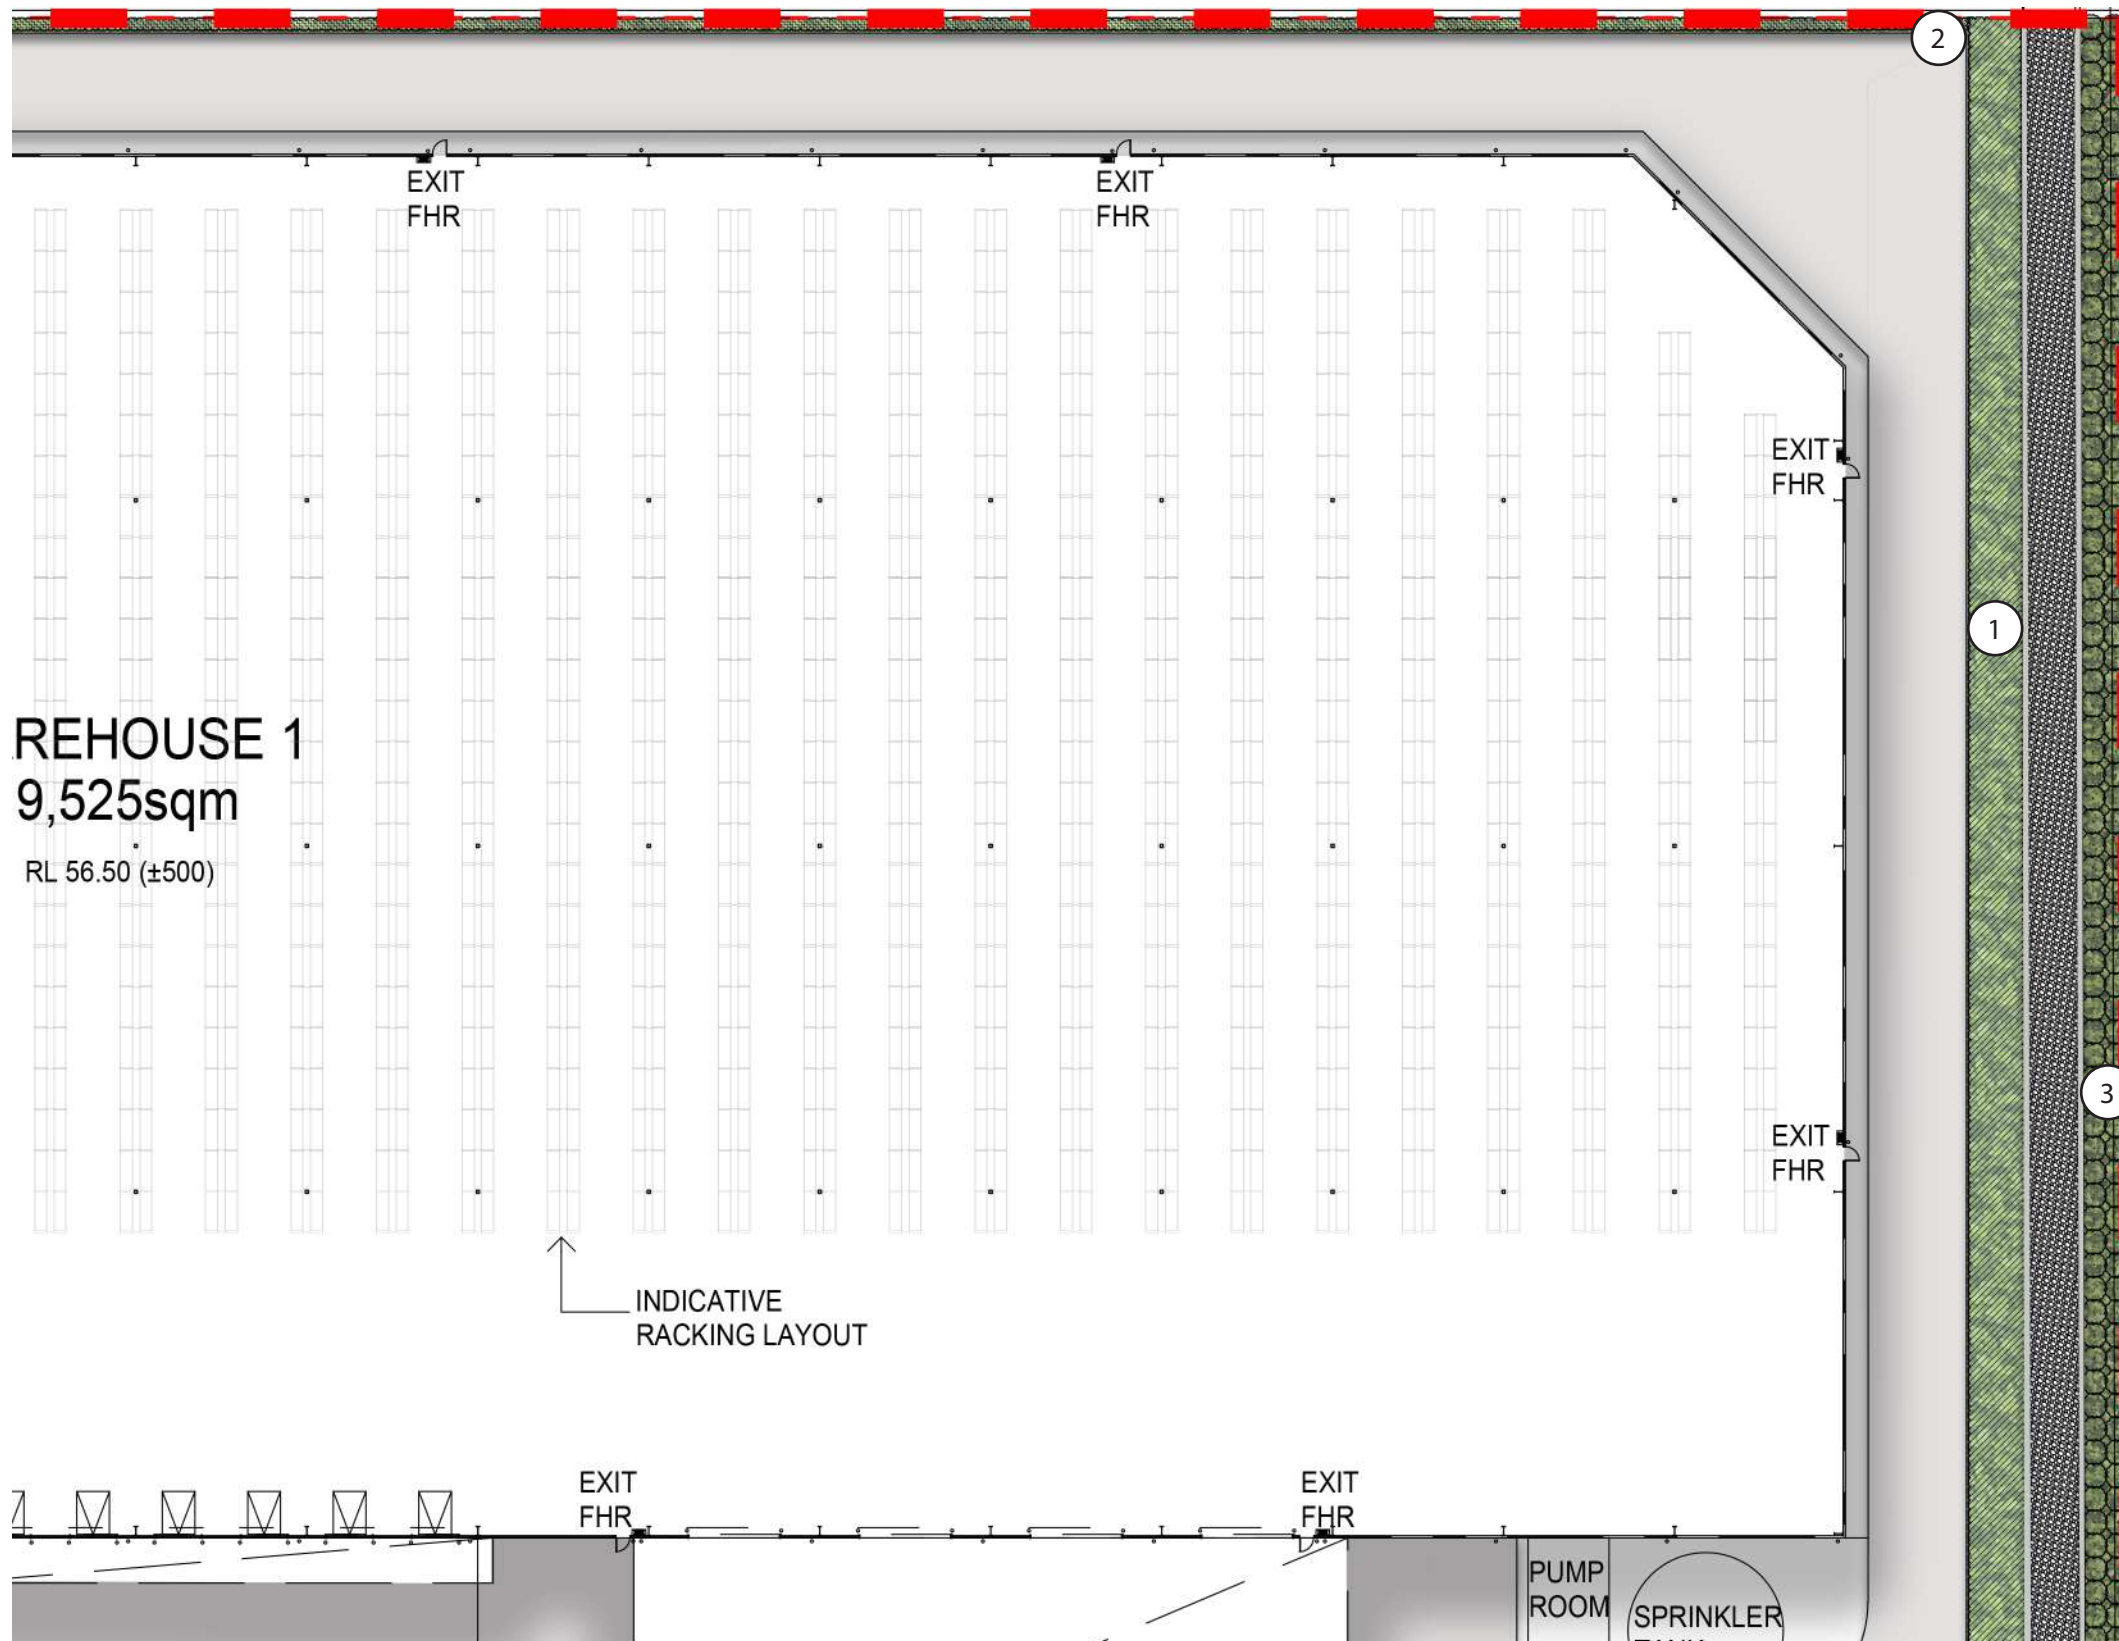 2
EXIT
FHR
EXIT
FHR
EXIT
FHR
1
REHOUSE 1
9,525sqm
RL 56.50 (±500)
3
EXIT
FHR
INDICATIVE
RACKING LAYOUT
EXIT
FHR
EXIT
FHR
PUMP
ROOM
SPRINKLER